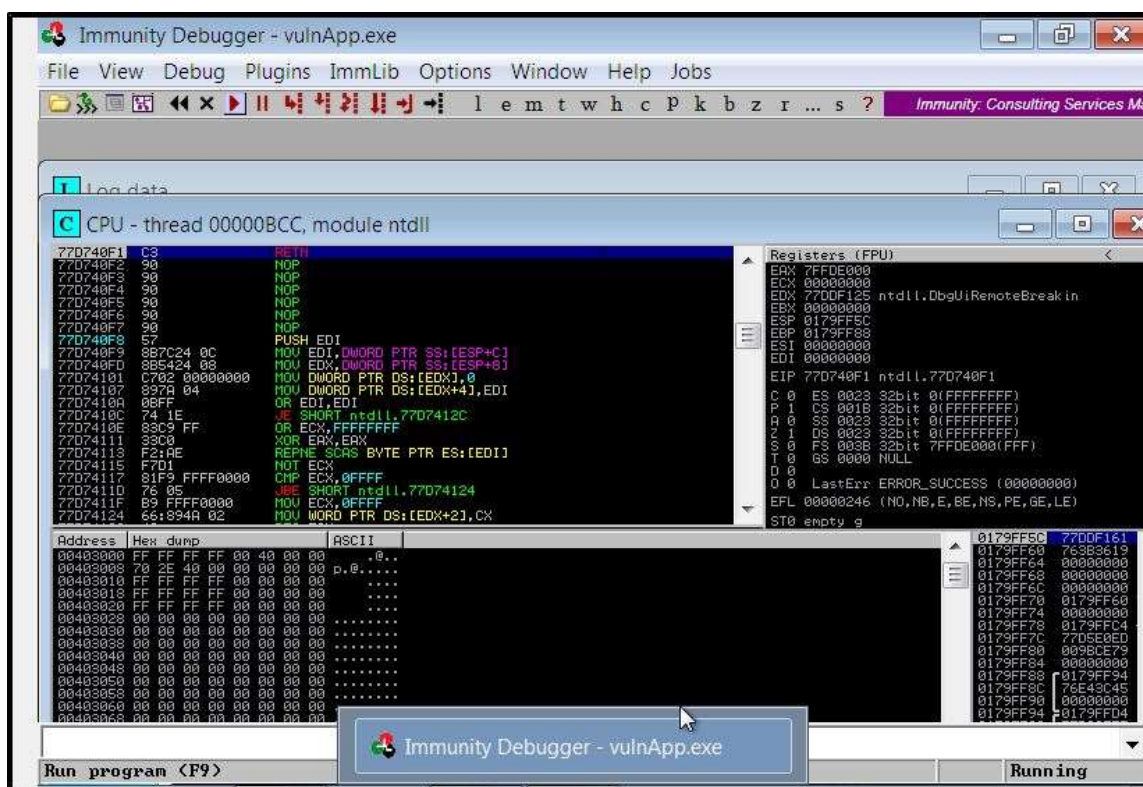 Immunity Debugger - vulnApp.exe
File View Debug Plugins ImmLib Options Window Help Jobs
l e m t w h c P k b z r ... s ? Immunity: Consulting Services Ma
L Log data
C CPU - thread 00000BCC, module ntdll
77D740F1 C3 RETN
77D740F2 90 NOP
77D740F3 90 NOP
77D740F4 90 NOP
77D740F5 90 NOP
77D740F6 90 NOP
77D740F7 90 NOP
77D740F8 57 PUSH EDI
77D740F9 8B7C24 0C MOV EDI,DWORD PTR SS:[ESP+C]
77D740FD 8B5424 08 MOV EDX,DWORD PTR SS:[ESP+8]
77D74101 C702 00000000 MOV DWORD PTR DS:[EDX],0
77D74107 897A 04 MOV DWORD PTR DS:[EDX+4],EDI
77D7410A 0BFF OR EDI,EDI
77D7410C 74 1E JE SHORT ntdll.77D7412C
77D7410E 83C9 FF OR ECX,FFFFFFFF
77D74111 33C0 XOR EAX,EAX
77D74113 F2:AE REPNE SCAS BYTE PTR ES:[EDI]
77D74115 F7D1 NOT ECX
77D74117 81F9 FFFF0000 CMP ECX,0FFFF
77D7411D 76 05 JBE SHORT ntdll.77D74124
77D7411F B9 FFFF0000 MOV ECX,0FFFF
77D74124 66:894A 02 MOV WORD PTR DS:[EDX+2],CX
Registers (FPU) <
EAX 7FFDE000
ECX 00000000
EDX 77DDF125 ntdll.DbgUiRemoteBreakin
EBX 00000000
ESP 0179FF5C
EBP 0179FF88
ESI 00000000
EDI 00000000
EIP 77D740F1 ntdll.77D740F1
C 0 ES 0023 32bit 0(FFFFFFFF)
P 1 CS 001B 32bit 0(FFFFFFFF)
A 0 SS 0023 32bit 0(FFFFFFFF)
Z 1 DS 0023 32bit 0(FFFFFFFF)
S 0 FS 003B 32bit 7FFDE000(FFF)
T 0 GS 0000 NULL
D 0
O 0 LastErr ERROR_SUCCESS (00000000)
EFL 00000246 (NO,NB,E,BE,NS,PE,GE,LE)
ST0 empty g
Address Hex dump ASCII
00403000 FF FF FF FF 00 40 00 00 .@..
00403008 70 2E 40 00 00 00 00 00 p.@.....
00403010 FF FF FF FF 00 00 00 00 ....
00403018 FF FF FF FF 00 00 00 00 ....
00403020 FF FF FF FF 00 00 00 00 ....
00403028 00 00 00 00 00 00 00 00 ........
00403030 00 00 00 00 00 00 00 00 ........
00403038 00 00 00 00 00 00 00 00 ........
00403040 00 00 00 00 00 00 00 00 ........
00403048 00 00 00 00 00 00 00 00 ........
00403050 00 00 00 00 00 00 00 00 ........
00403058 00 00 00 00 00 00 00 00 ........
00403060 00 00 00 00 00 00 00 00
00403068 00 00 00 00 00 00 00 00
0179FF5C 77DDF161
0179FF60 763B3619
0179FF64 00000000
0179FF68 00000000
0179FF6C 00000000
0179FF70 0179FF60
0179FF74 00000000
0179FF78 0179FFC4
0179FF7C 77D5E0ED
0179FF80 009BCE79
0179FF84 00000000
0179FF88 0179FF94
0179FF8C 76E43C45
0179FF90 00000000
0179FF94 0179FFD4
Immunity Debugger - vulnApp.exe
Run program (F9) Running